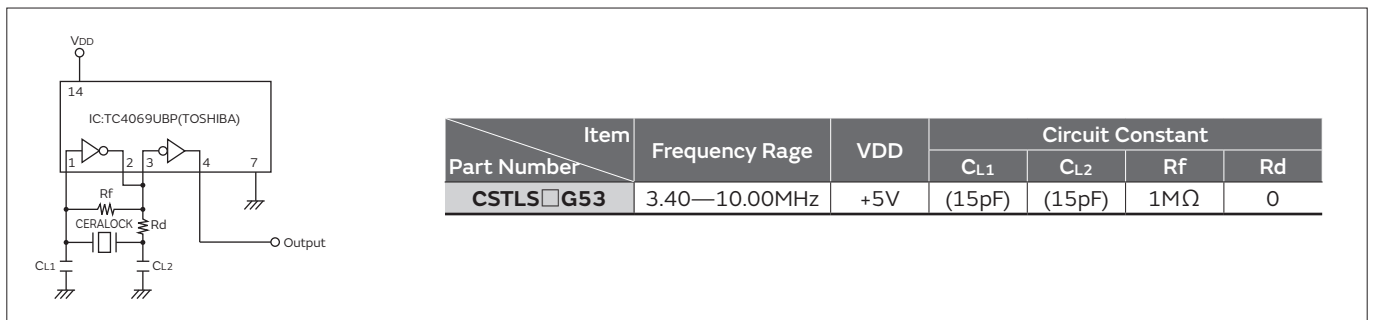 VDD
14
IC:TC4069UBP(TOSHIBA)
1 2 3 4 7
Rf
CERALOCK Rd
Output
CL1 CL2
Item
Part Number
Frequency Rage
VDD
Circuit Constant
CL1 CL2 Rf Rd
CSTLS□G53 3.40—10.00MHz +5V (15pF) (15pF) 1MΩ 0